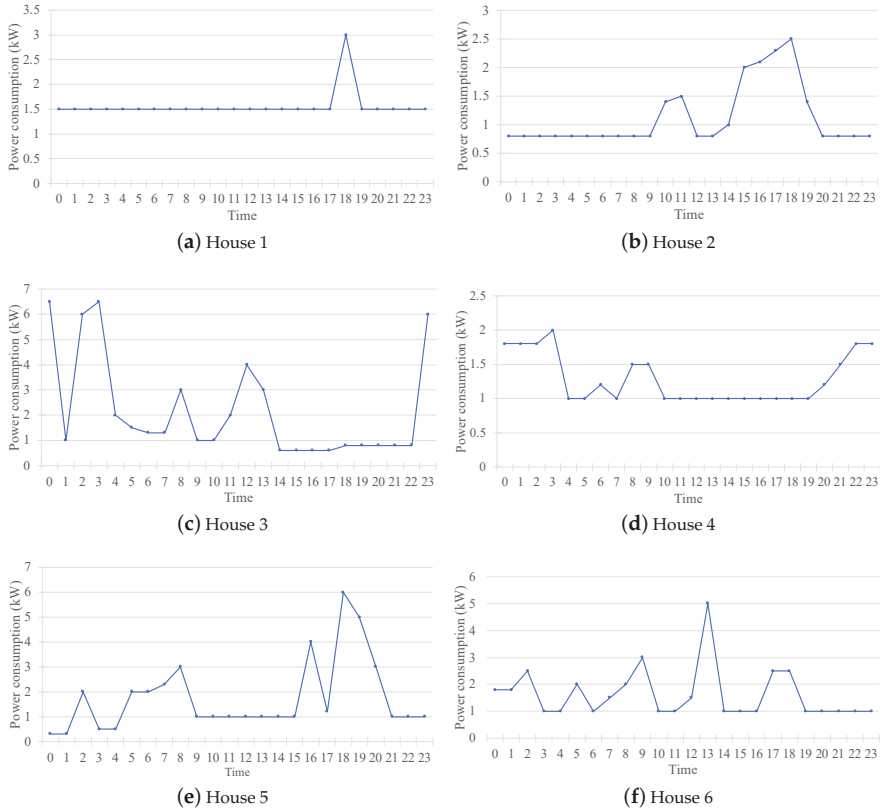 3.5
3
2.5
2
1.5
1
0.5
0
Power consumption (kW)
0 1 2 3 4 5 6 7 8 9 10 11 12 13 14 15 16 17 18 19 20 21 22 23
Time
(a) House 1
3
2.5
2
1.5
1
0.5
0
Power consumption (kW)
0 1 2 3 4 5 6 7 8 9 10 11 12 13 14 15 16 17 18 19 20 21 22 23
Time
(b) House 2
7
6
5
4
3
2
1
0
Power consumption (kW)
0 1 2 3 4 5 6 7 8 9 10 11 12 13 14 15 16 17 18 19 20 21 22 23
Time
(c) House 3
2.5
2
1.5
1
0.5
0
Power consumption (kW)
0 1 2 3 4 5 6 7 8 9 10 11 12 13 14 15 16 17 18 19 20 21 22 23
Time
(d) House 4
7
6
5
4
3
2
1
0
Power consumption (kW)
0 1 2 3 4 5 6 7 8 9 10 11 12 13 14 15 16 17 18 19 20 21 22 23
Time
(e) House 5
6
5
4
3
2
1
0
Power consumption (kW)
0 1 2 3 4 5 6 7 8 9 10 11 12 13 14 15 16 17 18 19 20 21 22 23
Time
(f) House 6